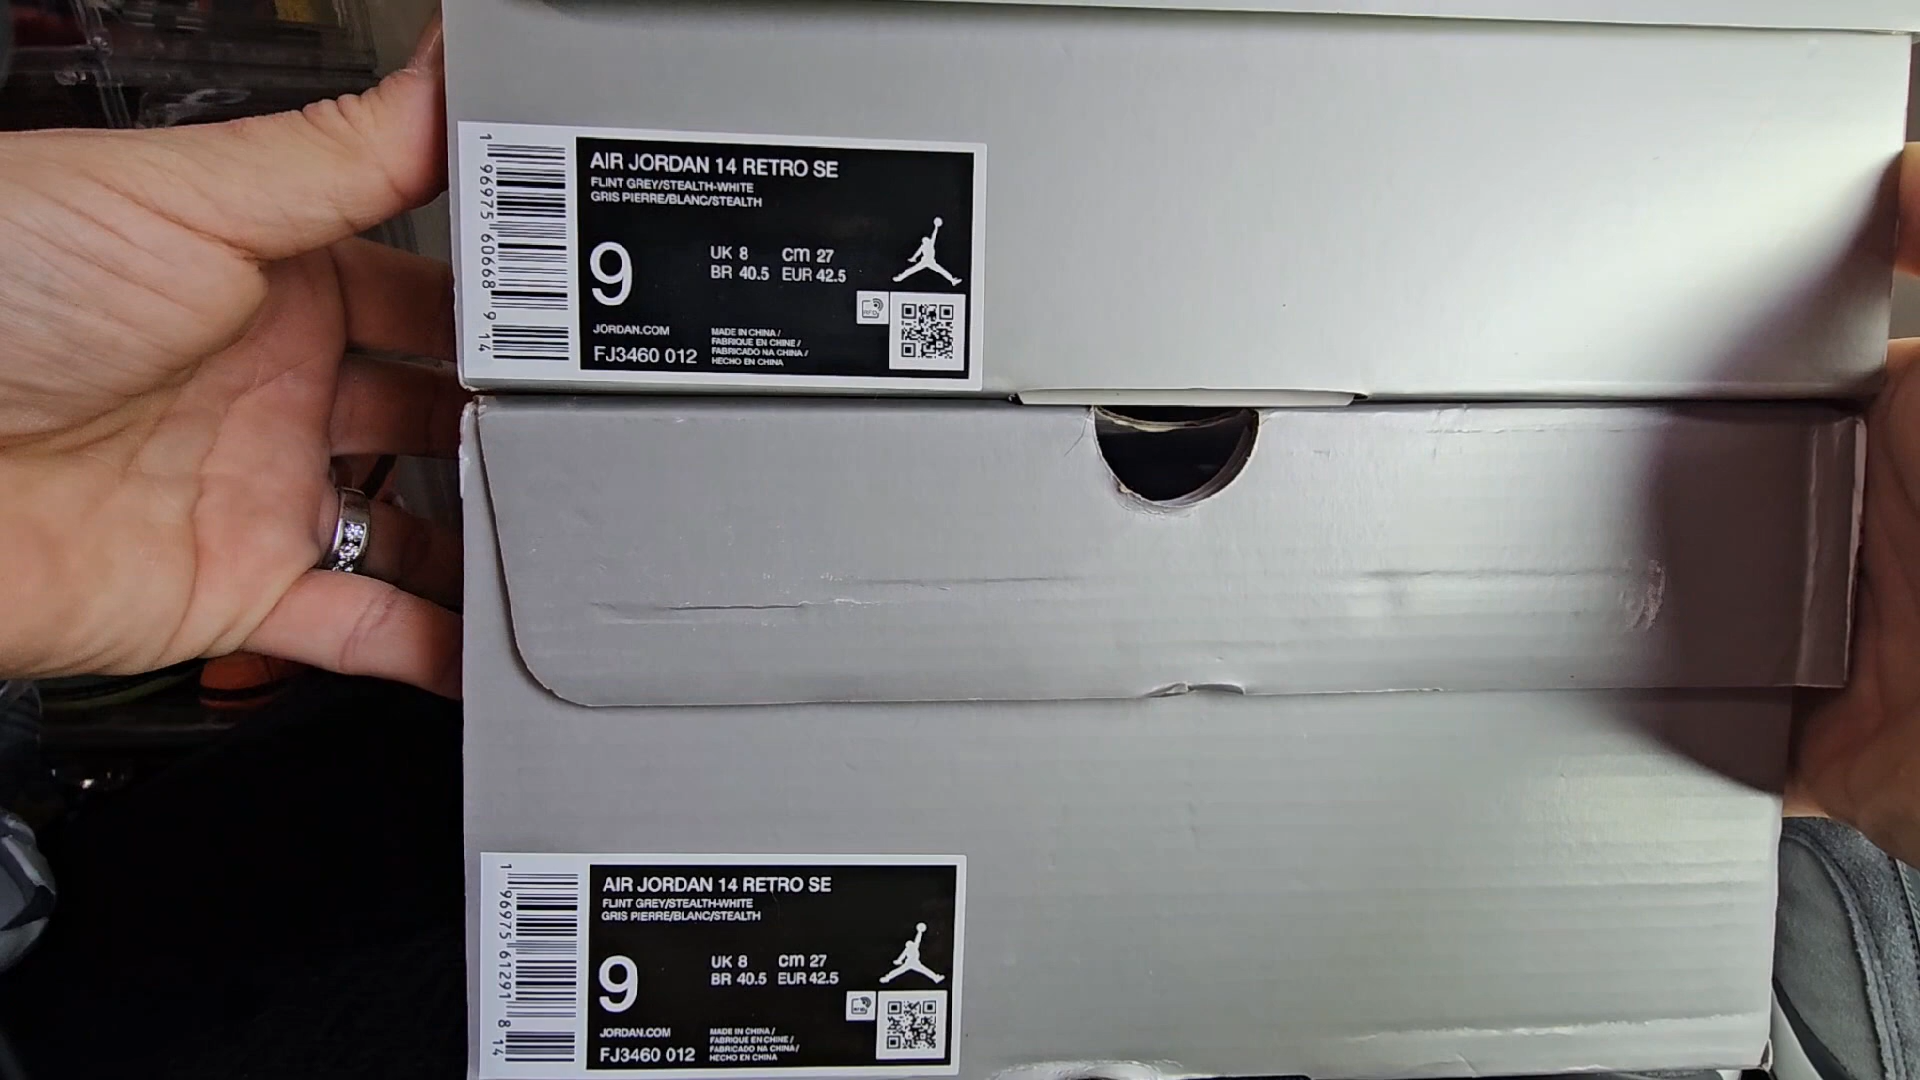 1 96975 60668 9 14
AIR JORDAN 14 RETRO SE
FLINT GREY/STEALTH-WHITE
GRIS PIERRE/BLANC/STEALTH
9
UK 8 cm 27
BR 40.5 EUR 42.5
RFID
JORDAN.COM
FJ3460 012
MADE IN CHINA /
FABRIQUE EN CHINE /
FABRICADO NA CHINA /
HECHO EN CHINA
1 96975 61291 8 14
AIR JORDAN 14 RETRO SE
FLINT GREY/STEALTH-WHITE
GRIS PIERRE/BLANC/STEALTH
9
UK 8 cm 27
BR 40.5 EUR 42.5
RFID
JORDAN.COM
FJ3460 012
MADE IN CHINA /
FABRIQUE EN CHINE /
FABRICADO NA CHINA /
HECHO EN CHINA